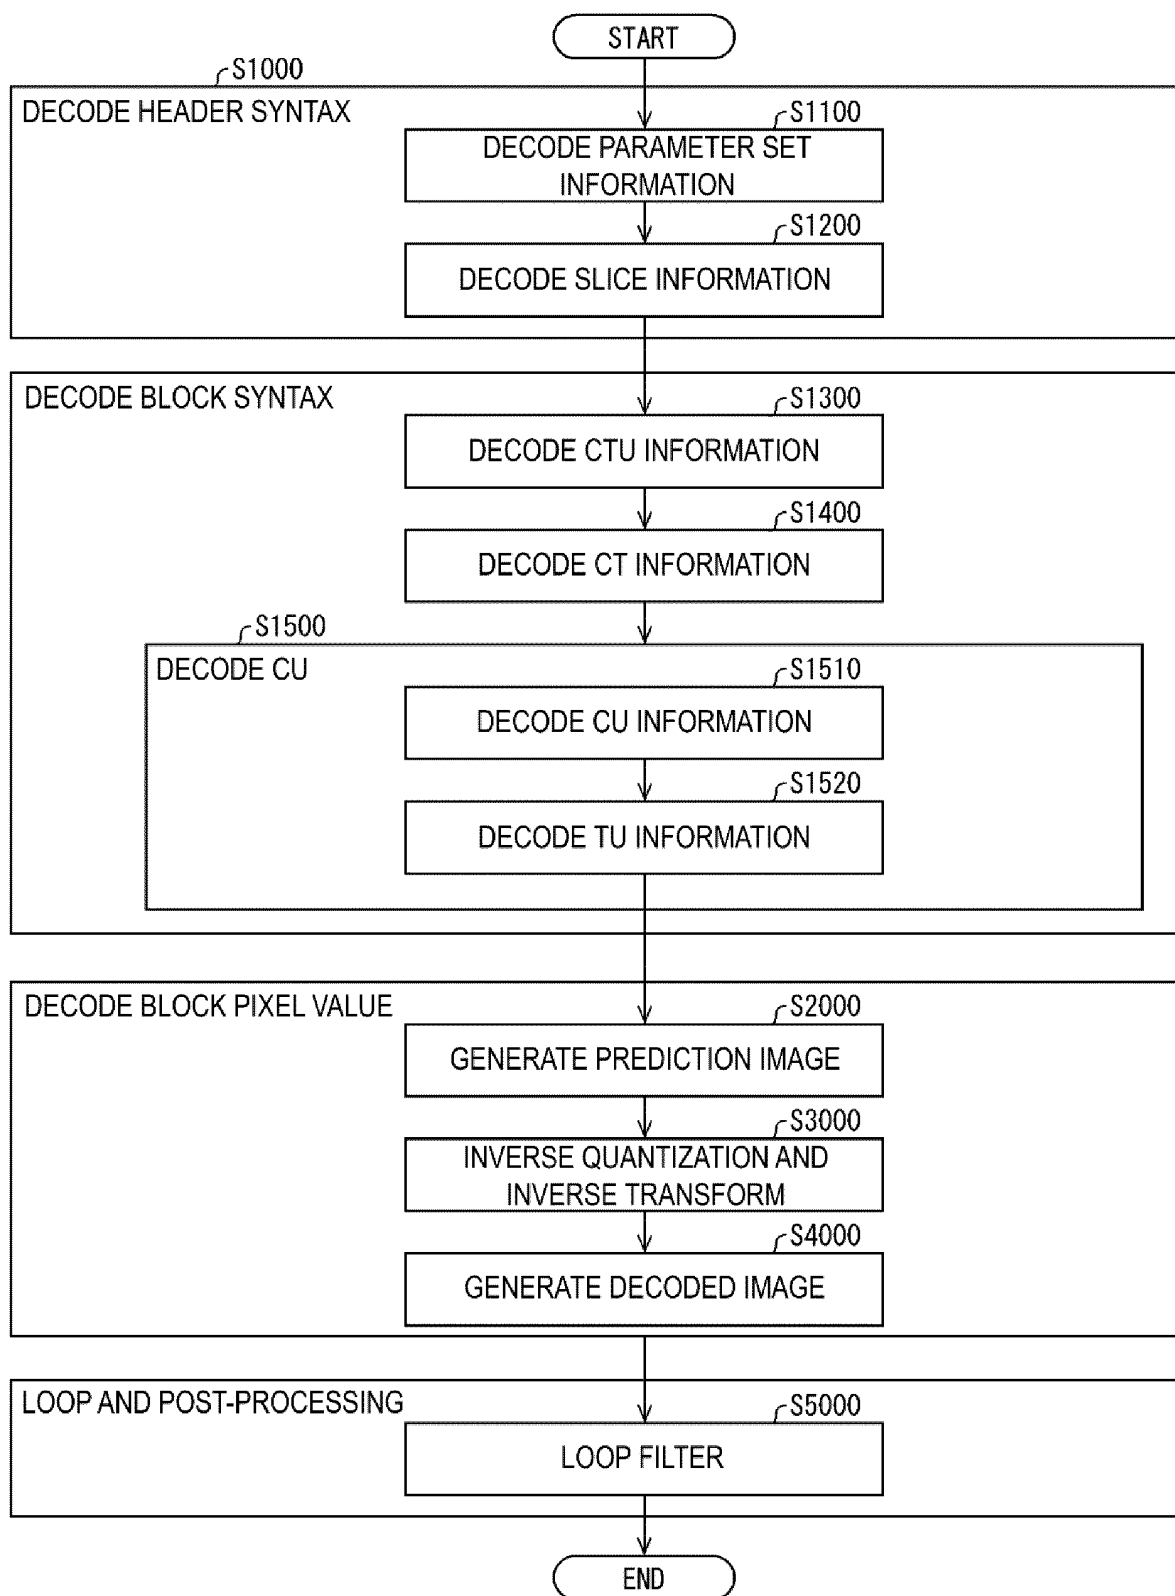 START
S1000
DECODE HEADER SYNTAX
S1100
DECODE PARAMETER SET
INFORMATION
S1200
DECODE SLICE INFORMATION
DECODE BLOCK SYNTAX
S1300
DECODE CTU INFORMATION
S1400
DECODE CT INFORMATION
S1500
DECODE CU
S1510
DECODE CU INFORMATION
S1520
DECODE TU INFORMATION
DECODE BLOCK PIXEL VALUE
S2000
GENERATE PREDICTION IMAGE
S3000
INVERSE QUANTIZATION AND
INVERSE TRANSFORM
S4000
GENERATE DECODED IMAGE
LOOP AND POST-PROCESSING
S5000
LOOP FILTER
END